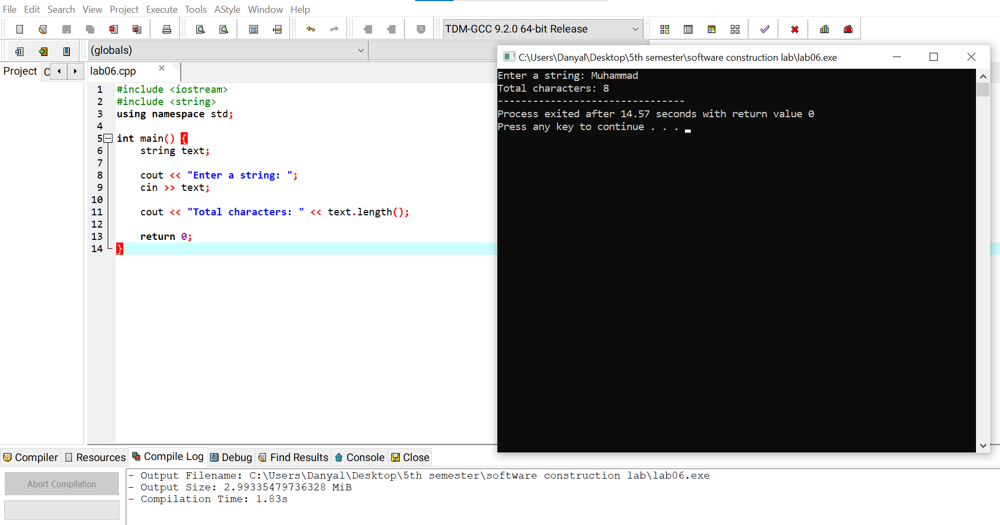 File Edit Search View Project Execute Tools AStyle Window Help
TDM-GCC 9.2.0 64-bit Release
(globals)
Project C lab06.cpp
1 #include <iostream>
2 #include <string>
3 using namespace std;
4
5 int main() {
6 string text;
7
8 cout << "Enter a string: ";
9 cin >> text;
10
11 cout << "Total characters: " << text.length();
12
13 return 0;
14 }
C:\Users\Danyal\Desktop\5th semester\software construction lab\lab06.exe
Enter a string: Muhammad
Total characters: 8
--------------------------------
Process exited after 14.57 seconds with return value 0
Press any key to continue . . .
Compiler Resources Compile Log Debug Find Results Console Close
Abort Compilation
- Output Filename: C:\Users\Danyal\Desktop\5th semester\software construction lab\lab06.exe
- Output Size: 2.99335479736328 MiB
- Compilation Time: 1.83s